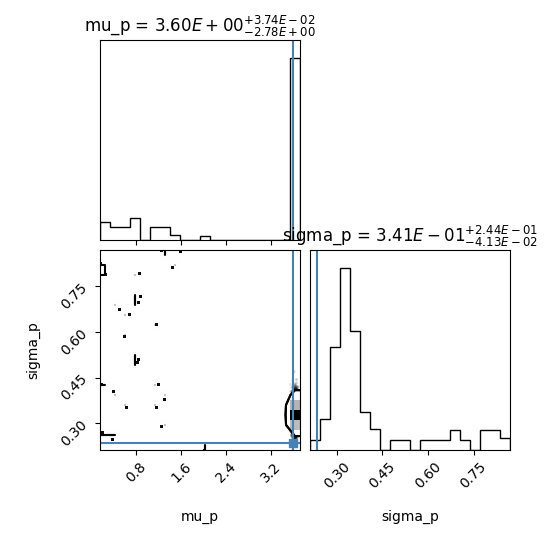 mu_p = 3.60E + 00+3.74E − 02 −2.78E + 00
sigma_p = 3.41E − 01+2.44E − 01 −4.13E − 02
0.75
0.60
0.45
0.30
sigma_p
0.8 1.6 2.4 3.2
0.30 0.45 0.60 0.75
mu_p
sigma_p